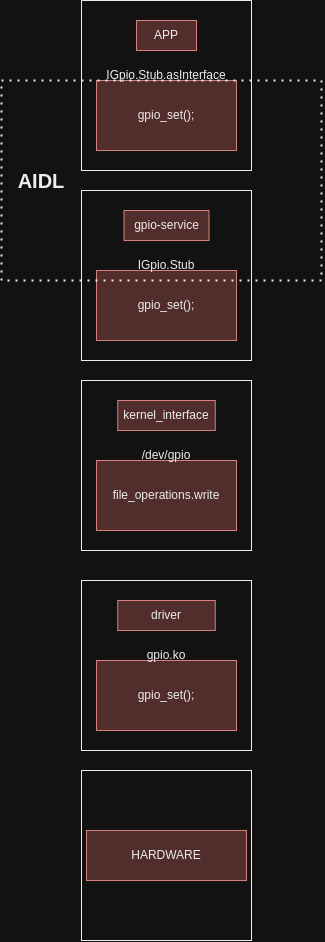 APP
IGpio.Stub.asInterface
gpio_set();
AIDL
gpio-service
IGpio.Stub
gpio_set();
kernel_interface
/dev/gpio
file_operations.write
driver
gpio.ko
gpio_set();
HARDWARE